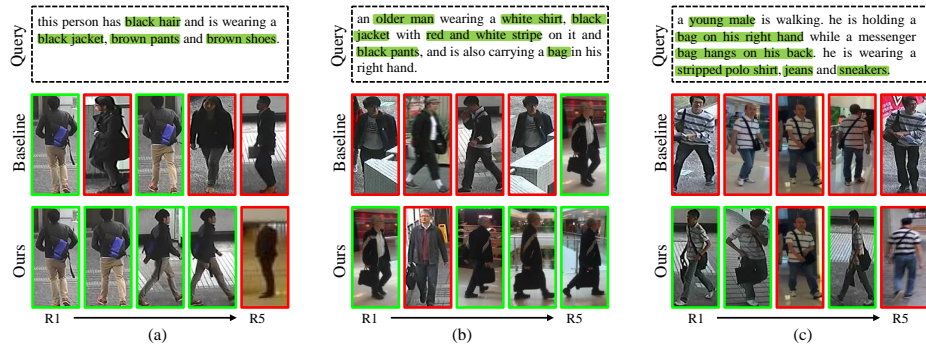 Query
this person has black hair and is wearing a
black jacket, brown pants and brown shoes.
Baseline
Ours
R1
R5
(a)
Query
an older man wearing a white shirt, black
jacket with red and white stripe on it and
black pants, and is also carrying a bag in his
right hand.
Baseline
Ours
R1
R5
(b)
Query
a young male is walking. he is holding a
bag on his right hand while a messenger
bag hangs on his back. he is wearing a
stripped polo shirt, jeans and sneakers.
Baseline
Ours
R1
R5
(c)